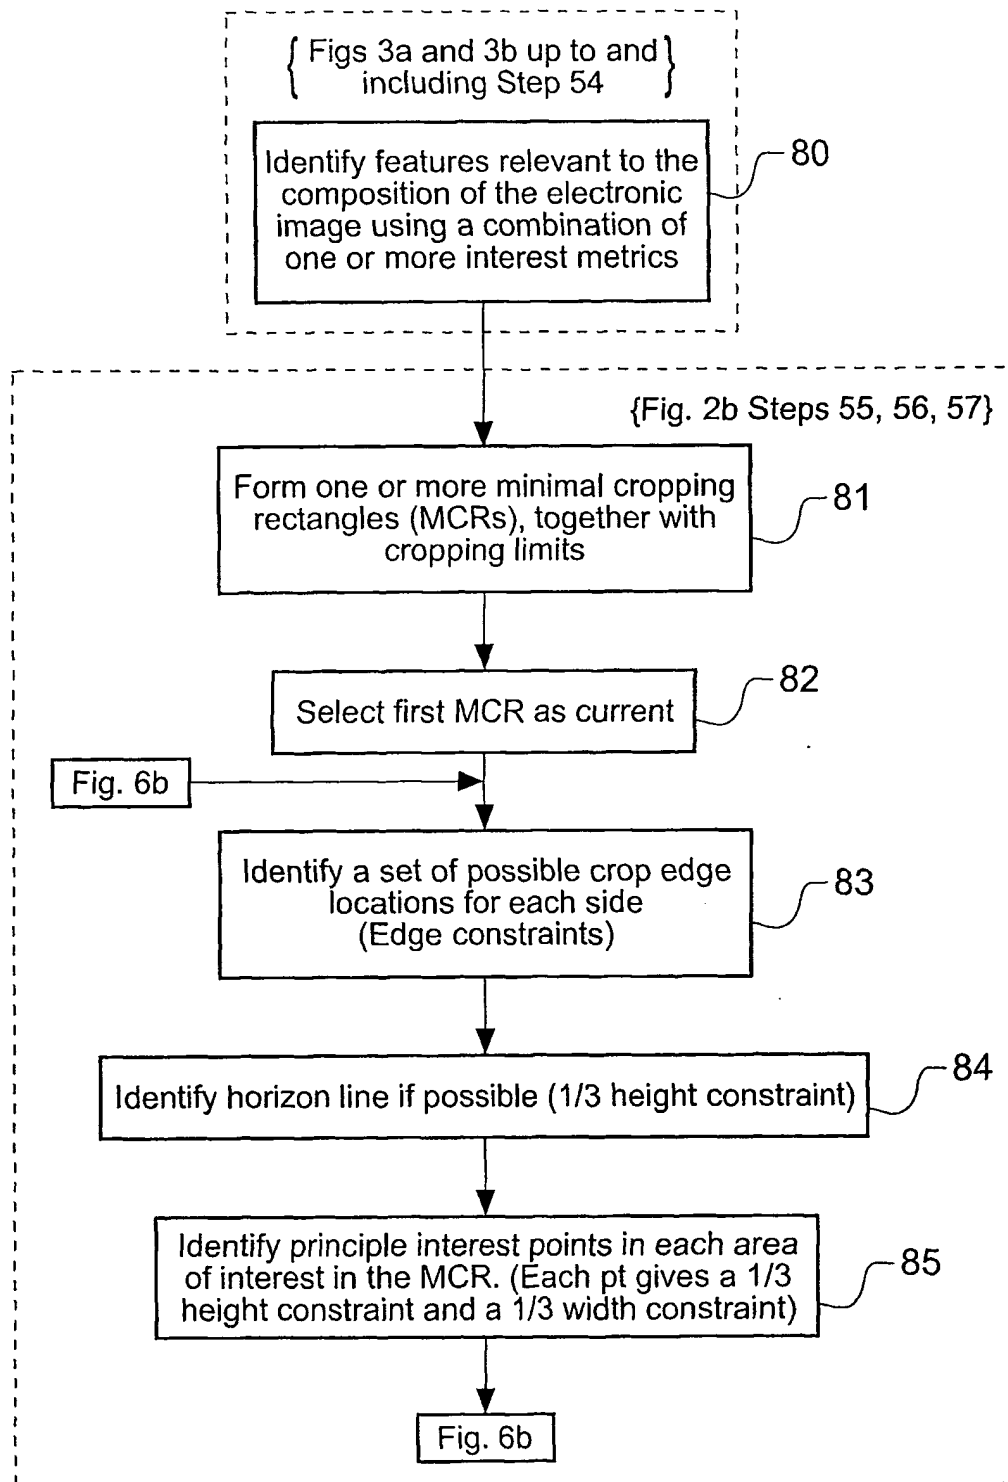 { Figs 3a and 3b up to and }
including Step 54
Identify features relevant to the
composition of the electronic
image using a combination of
one or more interest metrics
80
{Fig. 2b Steps 55, 56, 57}
Form one or more minimal cropping
rectangles (MCRs), together with
cropping limits
81
Select first MCR as current
82
Fig. 6b
Identify a set of possible crop edge
locations for each side
(Edge constraints)
83
Identify horizon line if possible (1/3 height constraint)
84
Identify principle interest points in each area
of interest in the MCR. (Each pt gives a 1/3
height constraint and a 1/3 width constraint)
85
Fig. 6b